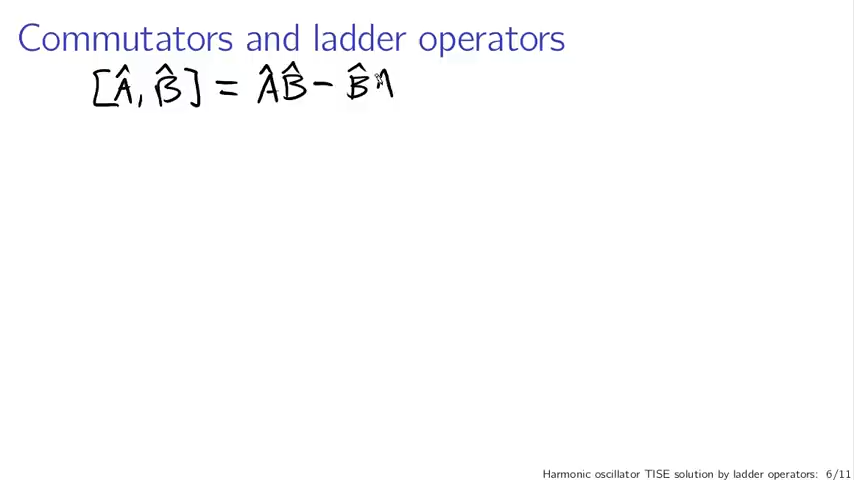 Commutators and ladder operators
[Â, B̂] = ÂB̂ - B̂
Harmonic oscillator TISE solution by ladder operators: 6/11